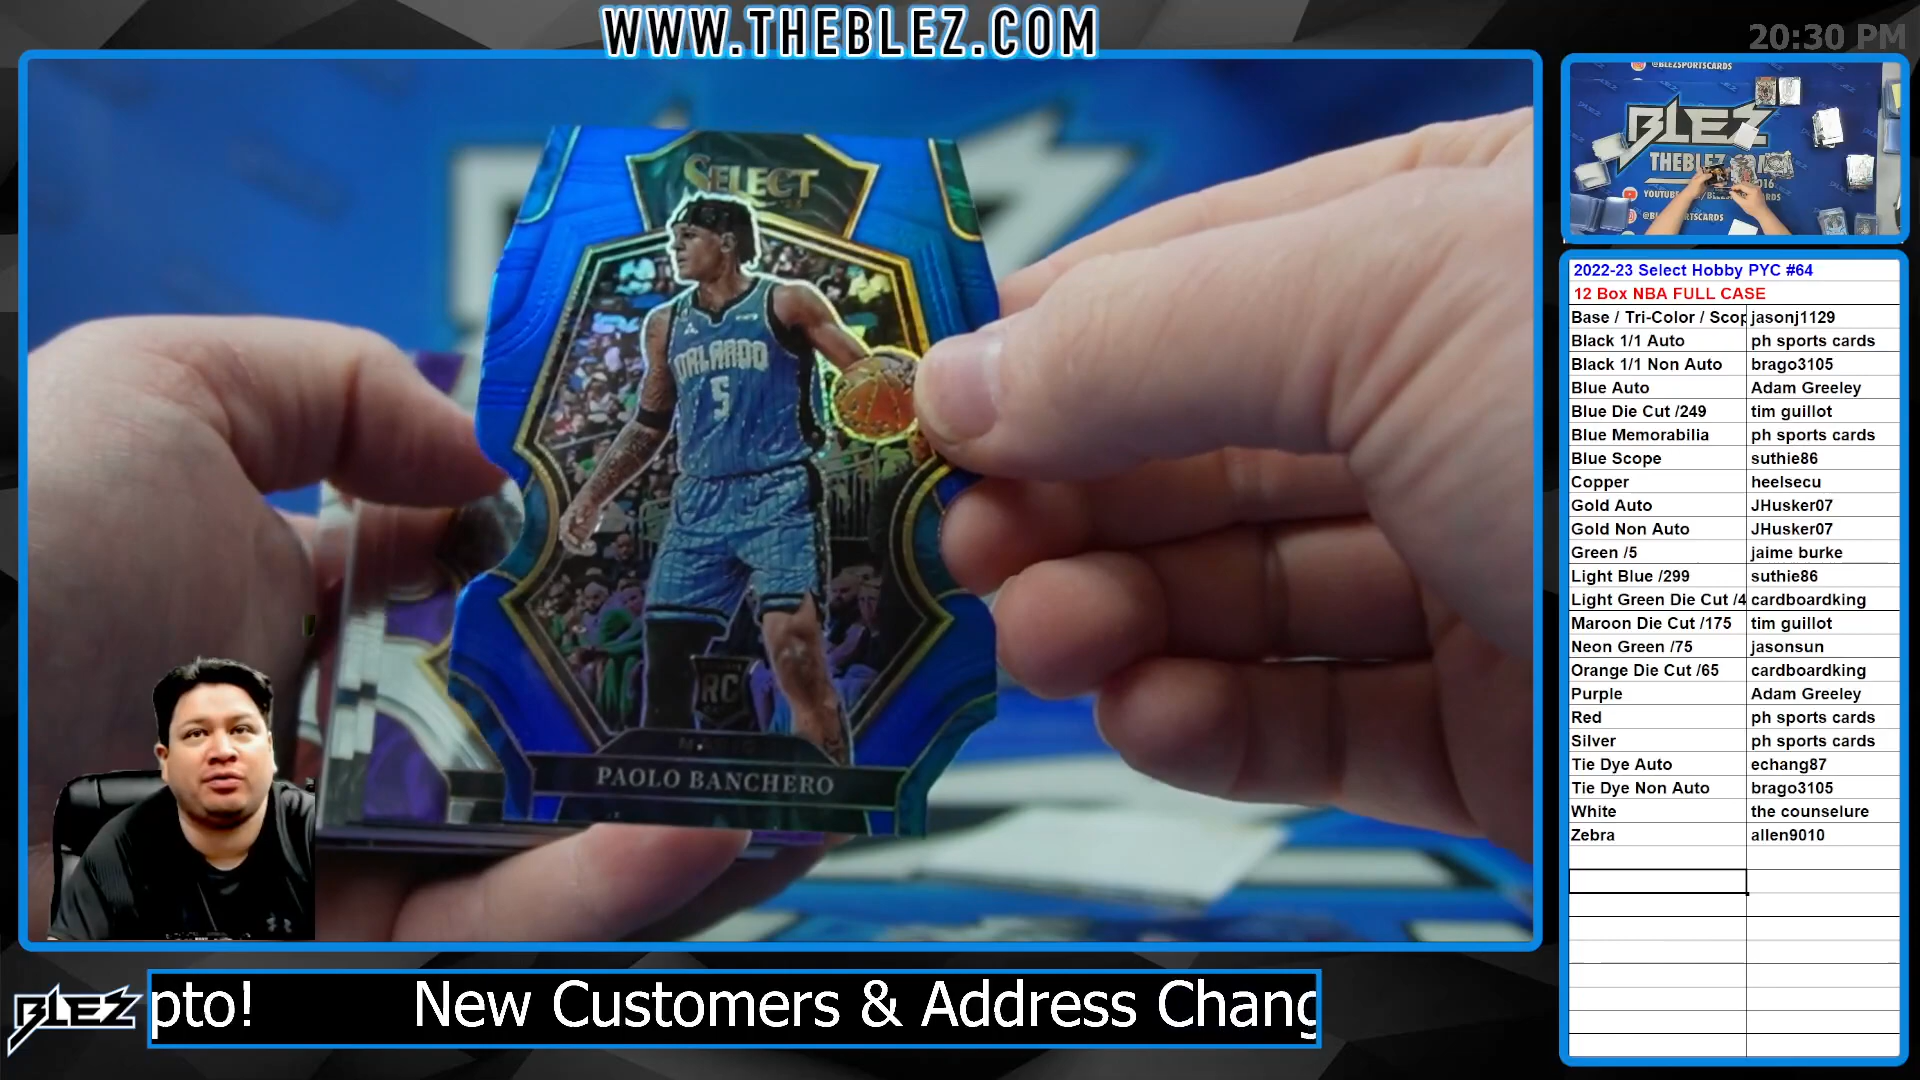 WWW.THEBLEZ.COM
20:30 PM
SELECT
ORLANDO
5
RC
PAOLO BANCHERO
@BLEZSPORTSCARDS
BLEZ
2022-23 Select Hobby PYC #64
12 Box NBA FULL CASE
Base / Tri-Color / Scop jasonj1129
Black 1/1 Auto ph sports cards
Black 1/1 Non Auto brago3105
Blue Auto Adam Greeley
Blue Die Cut /249 tim guillot
Blue Memorabilia ph sports cards
Blue Scope suthie86
Copper heelsecu
Gold Auto JHusker07
Gold Non Auto JHusker07
Green /5 jaime burke
Light Blue /299 suthie86
Light Green Die Cut /4 cardboardking
Maroon Die Cut /175 tim guillot
Neon Green /75 jasonsun
Orange Die Cut /65 cardboardking
Purple Adam Greeley
Red ph sports cards
Silver ph sports cards
Tie Dye Auto echang87
Tie Dye Non Auto brago3105
White the counselure
Zebra allen9010
BLEZ
pto! New Customers & Address Chang